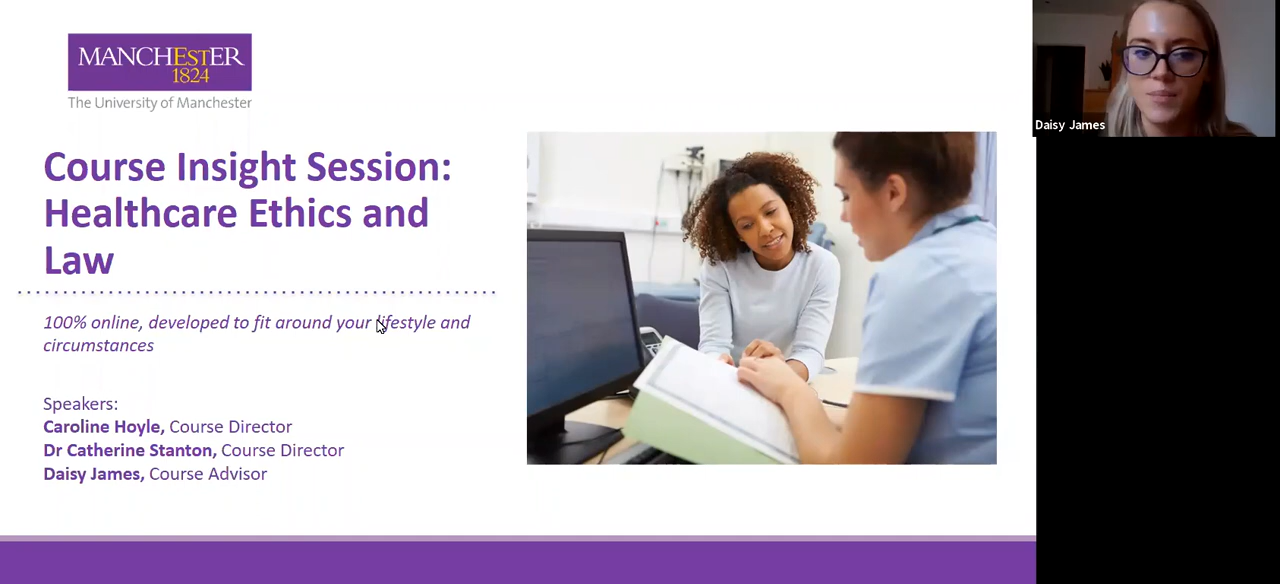 MANCHESTER
1824
The University of Manchester
Course Insight Session:
Healthcare Ethics and
Law
100% online, developed to fit around your lifestyle and
circumstances
Speakers:
Caroline Hoyle, Course Director
Dr Catherine Stanton, Course Director
Daisy James, Course Advisor
Daisy James